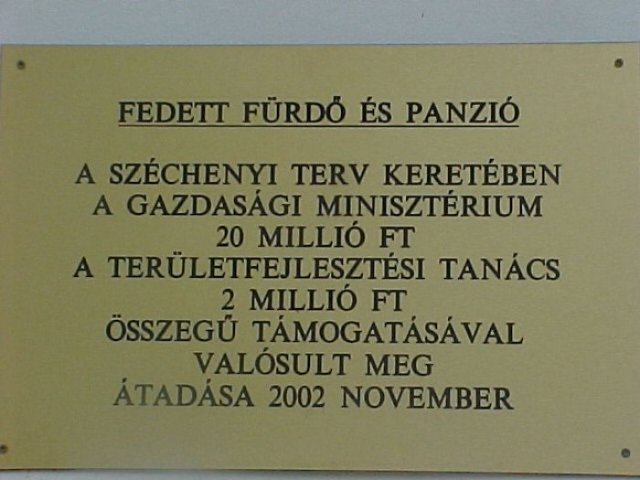 FEDETT FÜRDŐ ÉS PANZIÓ
A SZÉCHENYI TERV KERETÉBEN
A GAZDASÁGI MINISZTÉRIUM
20 MILLIÓ FT
A TERÜLETFEJLESZTÉSI TANÁCS
2 MILLIÓ FT
ÖSSZEGŰ TÁMOGATÁSÁVAL
VALÓSULT MEG
ÁTADÁSA 2002 NOVEMBER